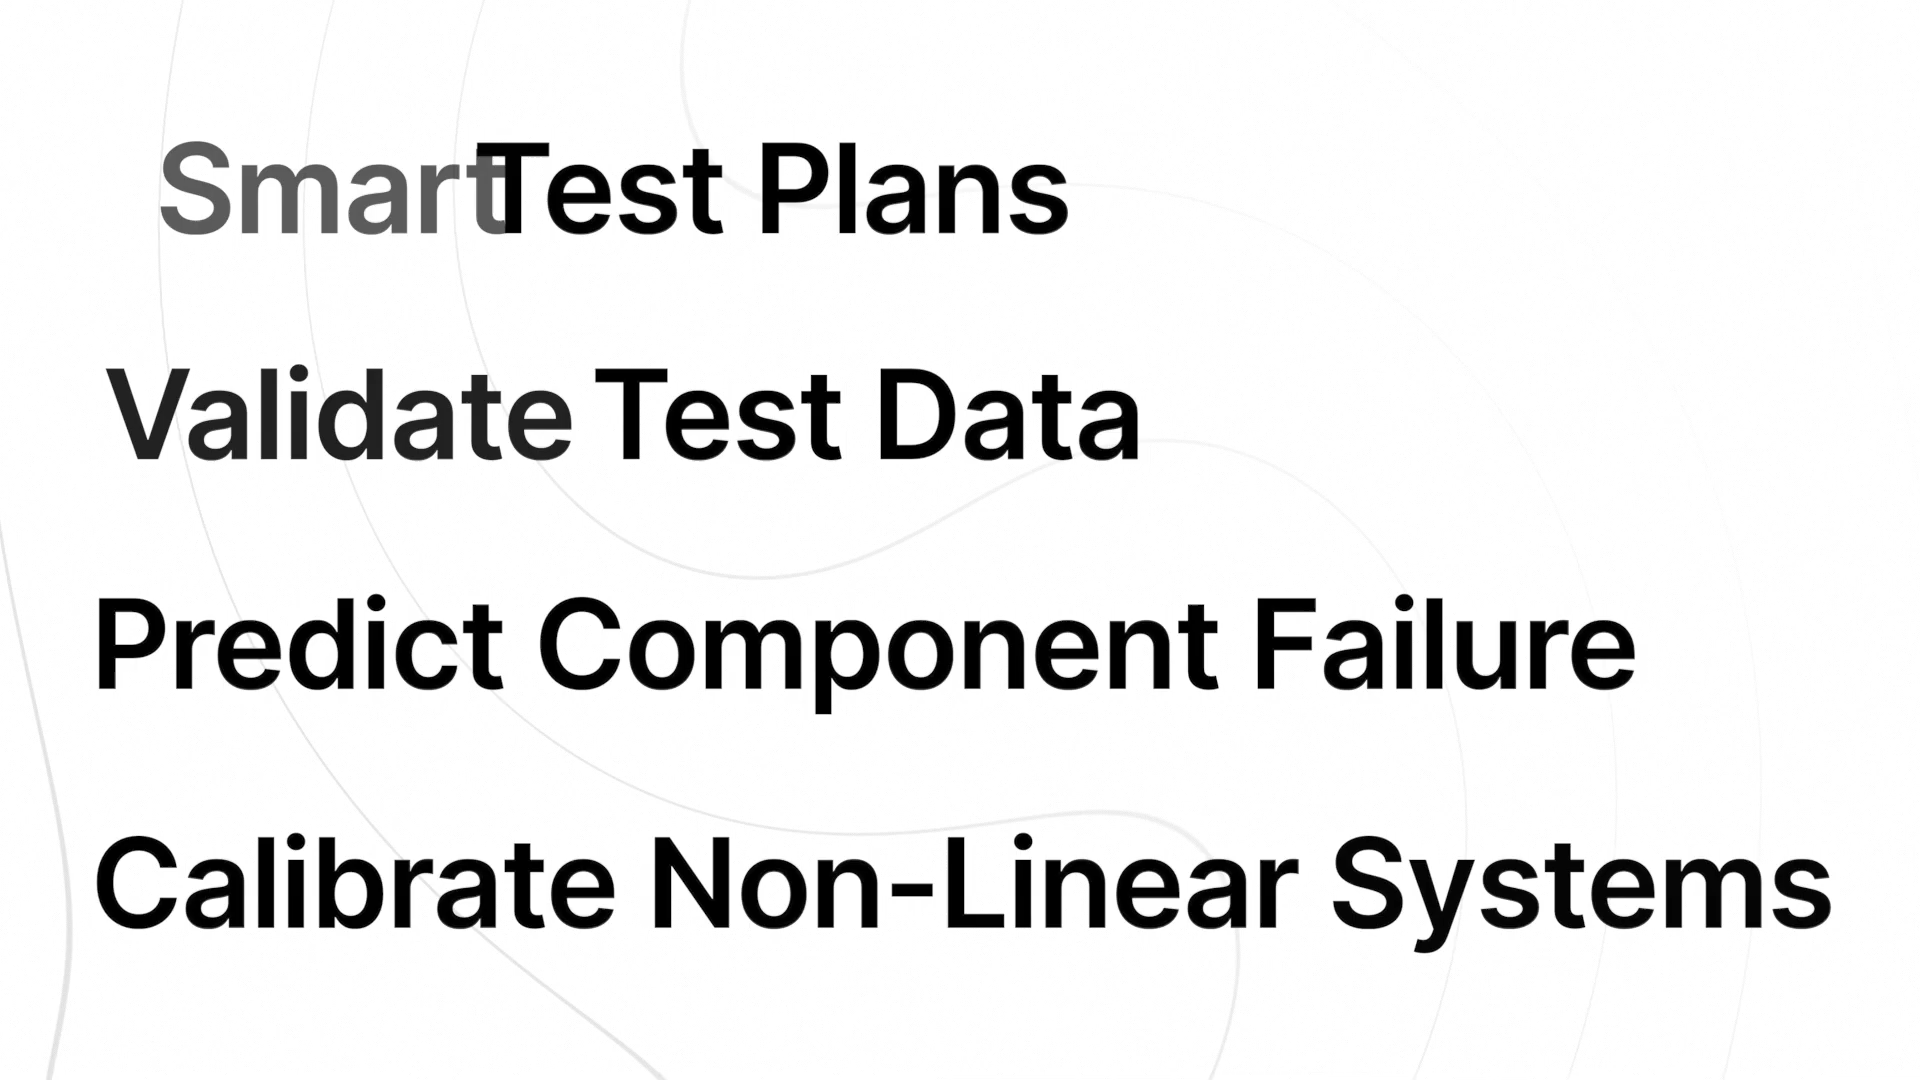 Smart Test Plans
Validate Test Data
Predict Component Failure
Calibrate Non-Linear Systems